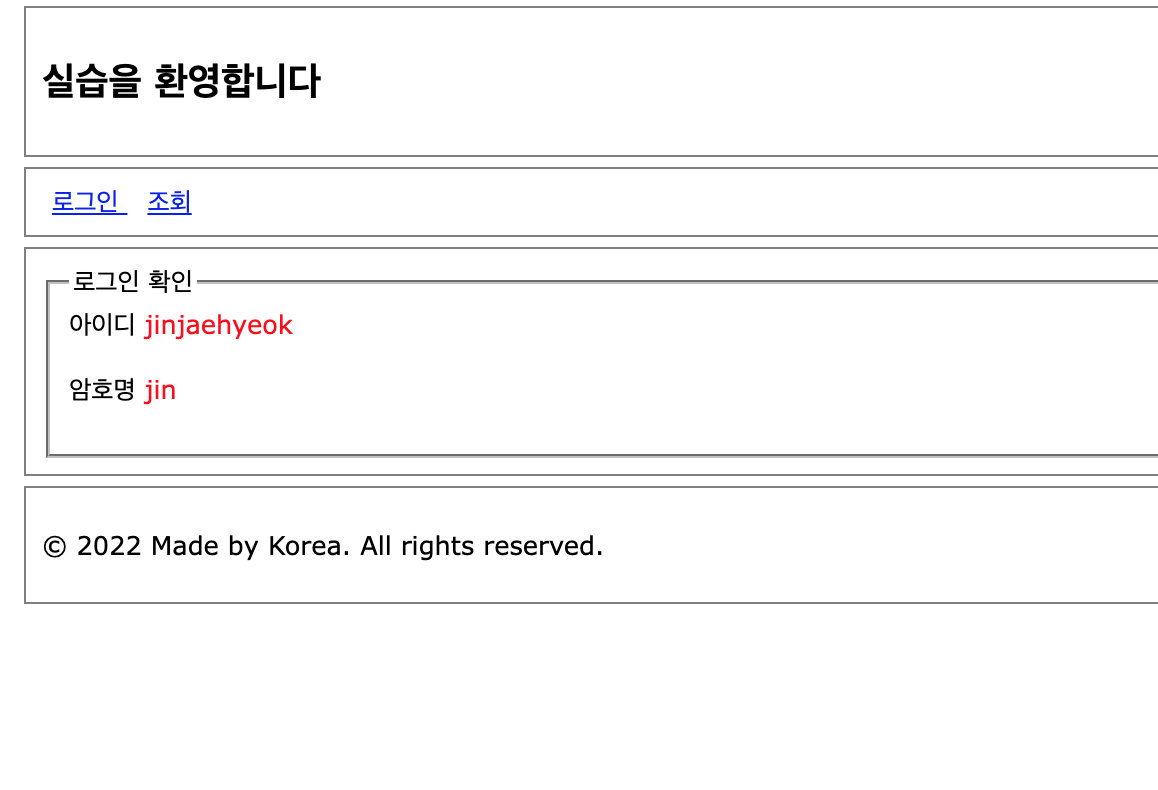 실습을 환영합니다
로그인 조회
로그인 확인
아이디 jinjaehyeok
암호명 jin
© 2022 Made by Korea. All rights reserved.